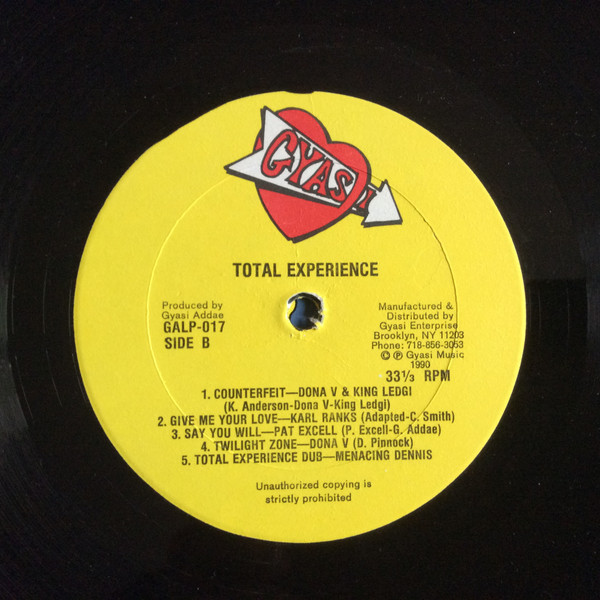 GYASI
TOTAL EXPERIENCE
Produced by
Gyasi Addae
GALP-017
SIDE B
Manufactured &
Distributed by
Gyasi Enterprise
Brooklyn, NY 11203
Phone: 718-856-3053
© ℗ Gyasi Music
1990
33⅓ RPM
1. COUNTERFEIT—DONA V & KING LEDGI
(K. Anderson-Dona V-King Ledgi)
2. GIVE ME YOUR LOVE—KARL RANKS (Adapted-C. Smith)
3. SAY YOU WILL—PAT EXCELL (P. Excell-G. Addae)
4. TWILIGHT ZONE—DONA V (D. Pinnock)
5. TOTAL EXPERIENCE DUB—MENACING DENNIS
Unauthorized copying is
strictly prohibited